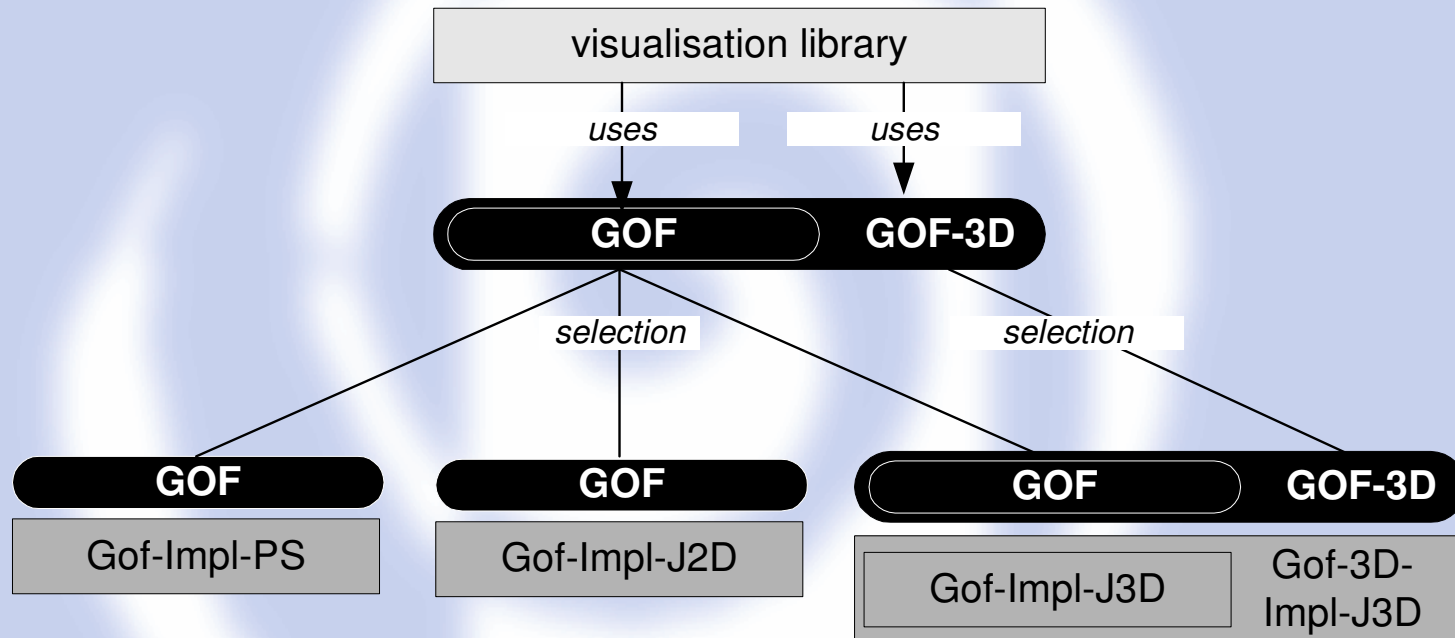 visualisation library
uses uses
GOF GOF-3D
selection selection
GOF GOF GOF GOF-3D
Gof-Impl-PS Gof-Impl-J2D Gof-Impl-J3D Gof-3D-
Impl-J3D